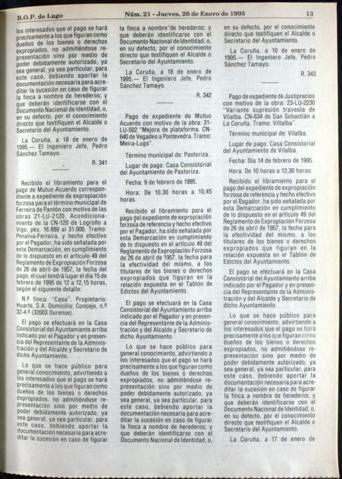 B.O.P. de Lugo
Núm. 21 - Jueves, 26 de Enero de 1995
13
los interesados que el pago se hará
precisamente a los que figuran como
dueños de los bienes o derechos
expropiados, no admitiéndose re-
presentación sino por medio de
poder debidamente autorizado, ya
sea general, ya sea particular, para
este caso, debiendo aportar la
documentación necesaria para acre-
ditar la sucesión en caso de figurar
la finca a nombre de herederos; y
que deberán identificarse con el
Documento Nacional de Identidad, o,
en su defecto, por el conocimiento
directo que testifiquen el Alcalde o
Secretario del Ayuntamiento.
La Coruña, a 18 de enero de
1995.— El Ingeniero Jefe, Pedro
Sánchez Tamayo.
R. 341
Recibido el libramiento para el
pago de Mutuo Acuerdo correspon-
diente al expediente de expropiación
forzosa para el término municipal de
Ferreira de Pantón con motivo de las
obras 21-LU-2120. Acondiciona-
miento de la CN-120 de Logroño a
Vigo, pks. 16.889 al 31.000, Tramo:
Penalva-Ferreira, y hecho efectivo
por el Pagador, ha sido señalada por
esta Demarcación, en cumplimiento
de lo dispuesto en el artículo 49 del
Reglamento de Expropiación Forzosa
de 26 de abril de 1957, la fecha del
pago, el cual tendrá lugar el día 15 de
febrero de 1995 de 12 a 12,15 horas,
según el siguiente detalle:
N.º finca: "Casa". Propietario:
Huarte, S.A. Domicilio: Concejo, n.º
32-4.º (32003 Ourense).
El pago se efectuará en la Casa
Consistorial del Ayuntamiento arriba
indicado por el Pagador y en presen-
cia del Representante de la Adminis-
tración y del Alcalde y Secretario de
dicho Ayuntamiento.
Lo que se hace público para
general conocimiento, advirtiendo a
los interesados que el pago se hará
precisamente a los que figuran como
dueños de los bienes o derechos
expropiados, no admitiéndose re-
presentación sino por medio de
poder debidamente autorizado, ya
sea general, ya sea particular, para
este caso, debiendo aportar la
documentación necesaria para acre-
ditar la sucesión en caso de figurar
la finca a nombre de herederos; y
que deberán identificarse con el
Documento Nacional de Identidad, o,
en su defecto, por el conocimiento
directo que testifiquen el Alcalde o
Secretario del Ayuntamiento.
La Coruña, a 18 de enero de
1995.— El Ingeniero Jefe, Pedro
Sánchez Tamayo.
R. 342
Pago de expediente de Mutuo
Acuerdo con motivo de la obra: 31-
LU-502 "Mejora de plataforma. CN-
640 de Vegadeo a Pontevedra. Tramo:
Meira-Lugo".
Término municipal de: Pastoriza.
Lugar de pago: Casa Consistorial
del Ayuntamiento de Pastoriza.
Fecha: 9 de febrero de 1995.
Hora: De 10,30 horas a 10,45
horas.
Recibido el libramiento para el
pago del expediente de expropiación
forzosa de referencia y hecho efectivo
por el Pagador, ha sido señalada por
esta Demarcación en cumplimiento
de lo dispuesto en el artículo 49 del
Reglamento de Expropiación Forzosa
de 26 de abril de 1957, la fecha para
la efectividad del mismo, a los
titulares de los bienes o derechos
expropiados que figuran en la
relación expuesta en el Tablón de
Edictos del Ayuntamiento.
El pago se efectuará en la Casa
Consistorial del Ayuntamiento arriba
indicado por el Pagador y en presen-
cia del Representante de la Adminis-
tración y del Alcalde y Secretario de
dicho Ayuntamiento.
Lo que se hace público para
general conocimiento, advirtiendo a
los interesados que el pago se hará
precisamente a los que figuran como
dueños de los bienes o derechos
expropiados, no admitiéndose re-
presentación sino por medio de
poder debidamente autorizado, ya
sea general, ya sea particular, para
este caso, debiendo aportar la
documentación necesaria para acre-
ditar la sucesión en caso de figurar
la finca a nombre de herederos; y
que deberán identificarse con el
Documento Nacional de Identidad, o,
en su defecto, por el conocimiento
directo que testifiquen el Alcalde o
Secretario del Ayuntamiento.
La Coruña, a 10 de enero de
1995.— El Ingeniero Jefe, Pedro
Sánchez Tamayo.
R. 343
Pago de expediente de Justiprecios
con motivo de la obra: 23-LU-2230
"Variante supresión travesía de
Villalba. CN-634 de San Sebastián a
La Coruña. Tramo: Villalba".
Término municipal de: Villalba.
Lugar de pago: Casa Consistorial
del Ayuntamiento de Villalba.
Fecha: Día 14 de febrero de 1995.
Hora: De 10 horas a 12,30 horas.
Recibido el libramiento para el
pago del expediente de expropiación
forzosa de referencia y hecho efectivo
por el Pagador, ha sido señalada por
esta Demarcación en cumplimiento
de lo dispuesto en el artículo 49 del
Reglamento de Expropiación Forzosa
de 26 de abril de 1957, la fecha para
la efectividad del mismo, a los
titulares de los bienes o derechos
expropiados que figuran en la
relación expuesta en el Tablón de
Edictos del Ayuntamiento.
El pago se efectuará en la Casa
Consistorial del Ayuntamiento arriba
indicado por el Pagador y en presen-
cia del Representante de la Adminis-
tración y del Alcalde y Secretario de
dicho Ayuntamiento.
Lo que se hace público para
general conocimiento, advirtiendo a
los interesados que el pago se hará
precisamente a los que figuran como
dueños de los bienes o derechos
expropiados, no admitiéndose re-
presentación sino por medio de
poder debidamente autorizado, ya
sea general, ya sea particular, para
este caso, debiendo aportar la
documentación necesaria para acre-
ditar la sucesión en caso de figurar
la finca a nombre de herederos; y
que deberán identificarse con el
Documento Nacional de Identidad, o,
en su defecto, por el conocimiento
directo que testifiquen el Alcalde o
Secretario del Ayuntamiento.
La Coruña, a 17 de enero de